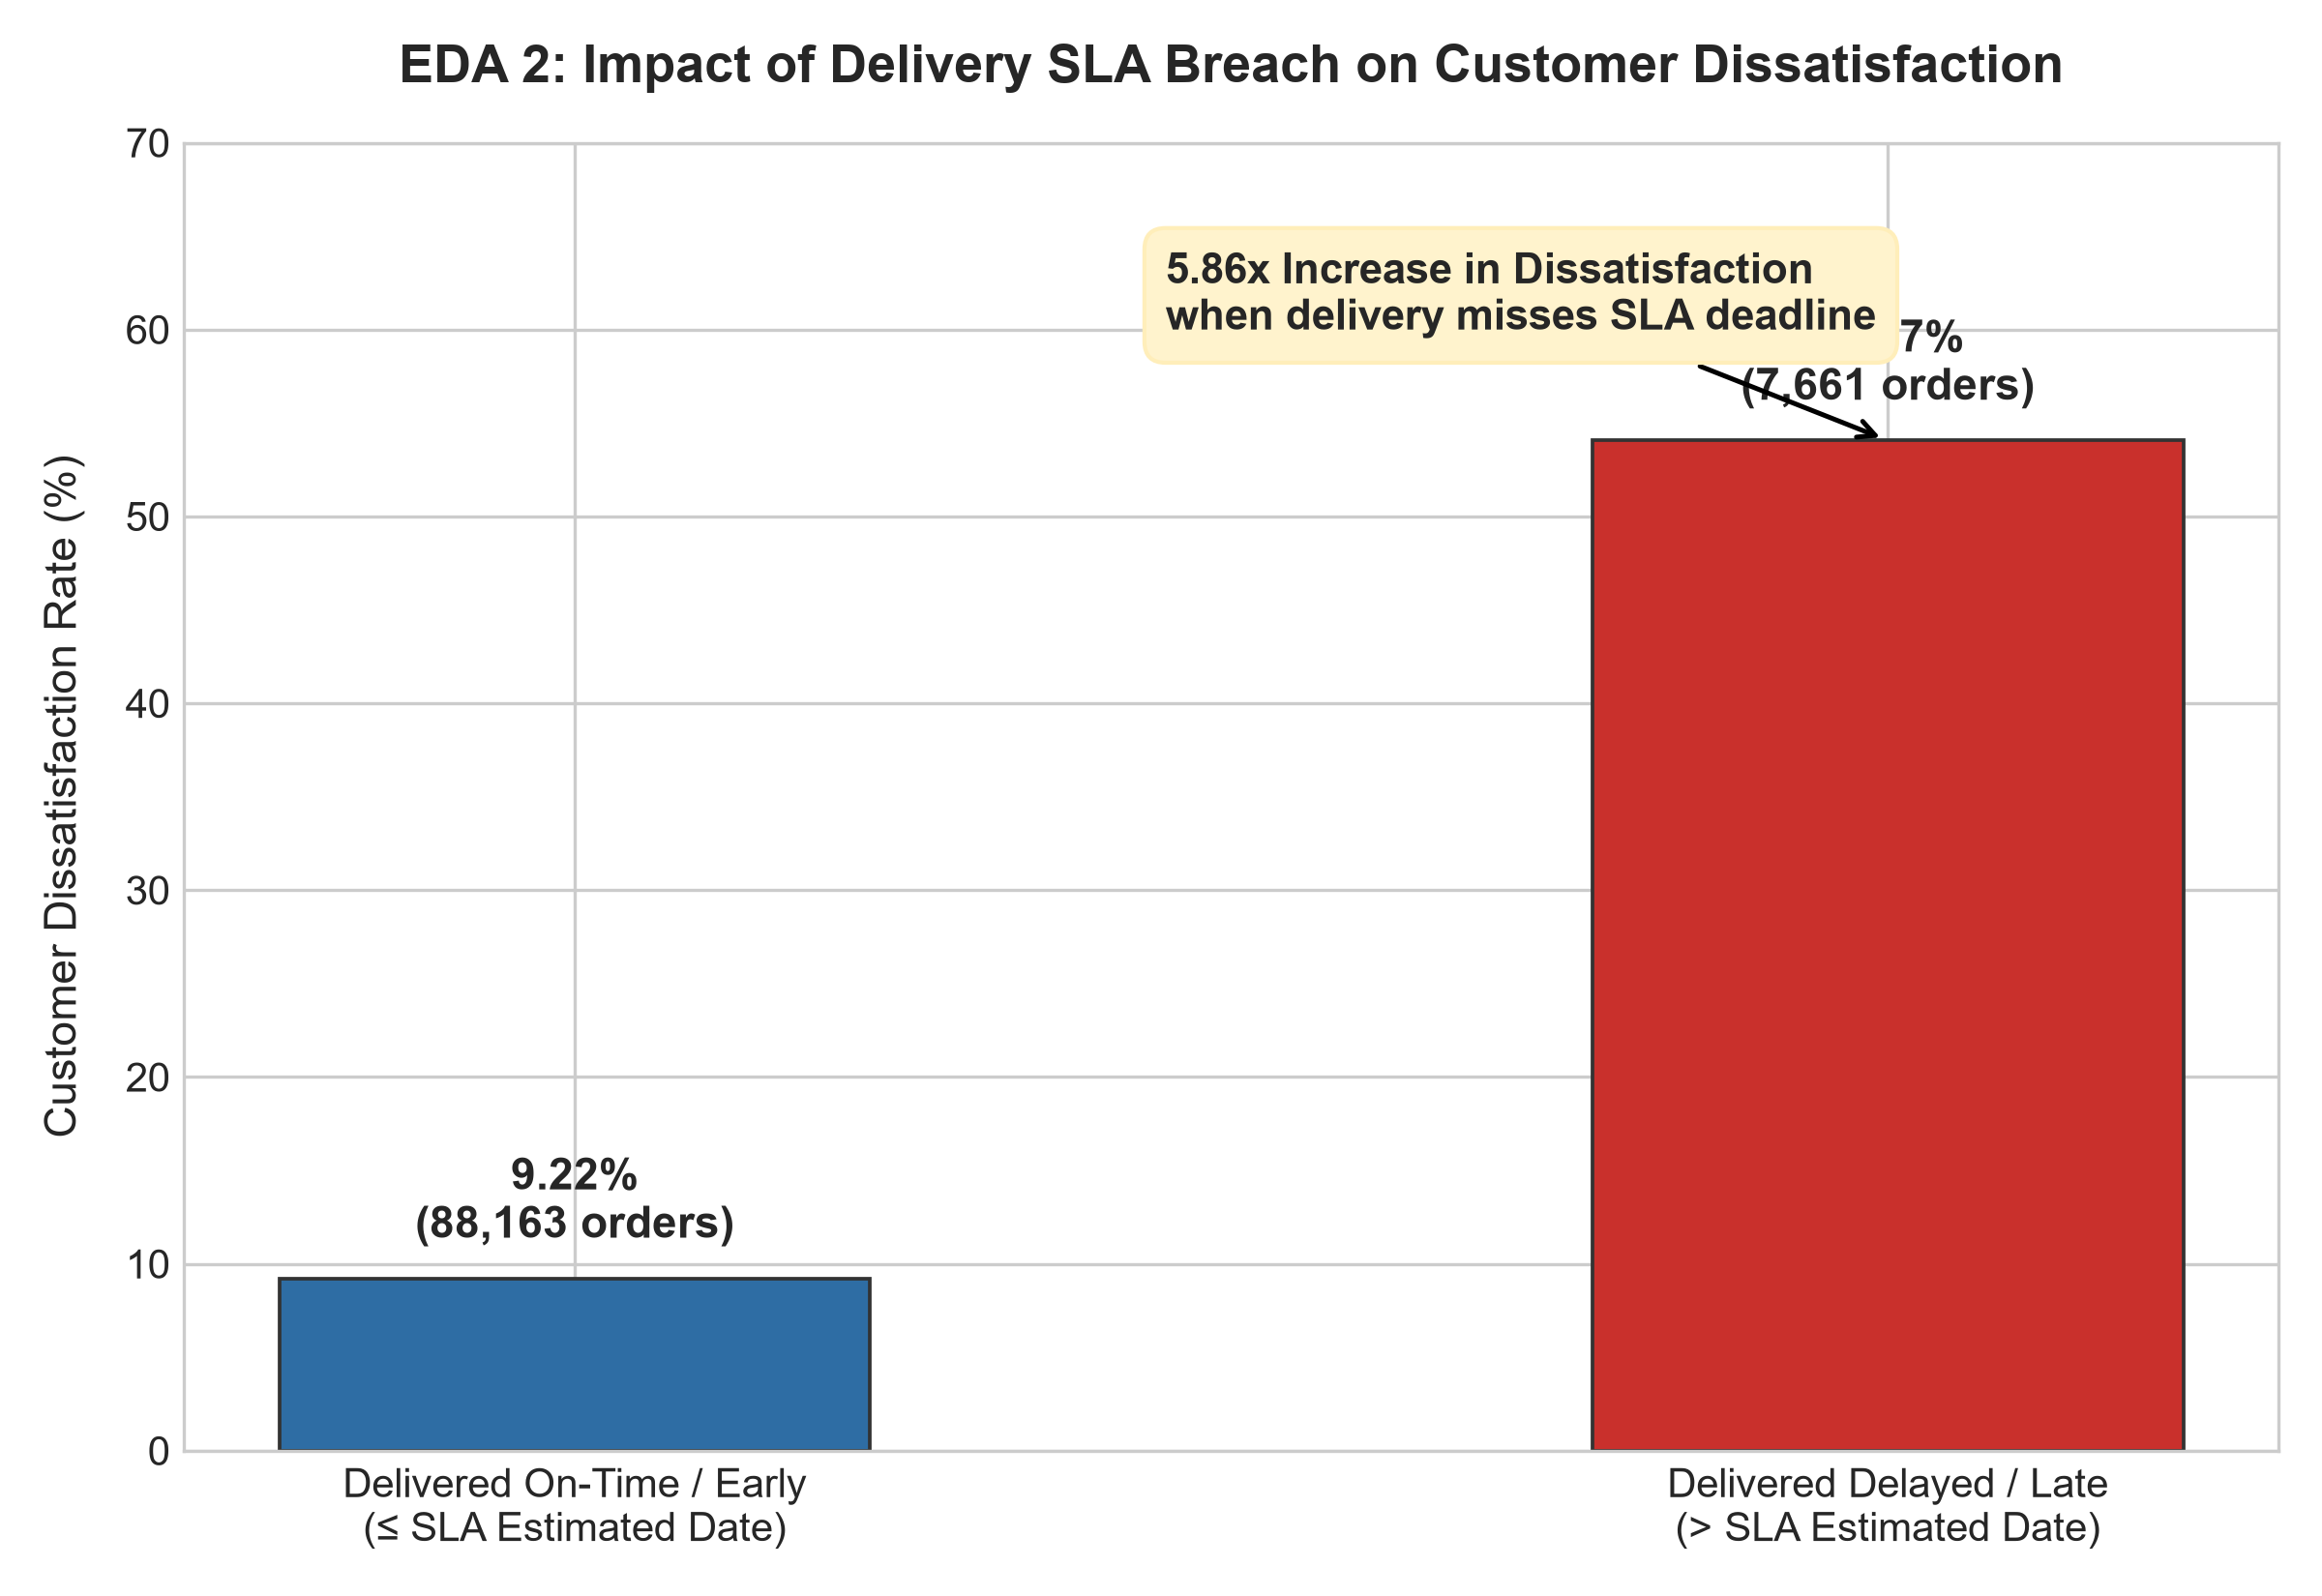 EDA 2: Impact of Delivery SLA Breach on Customer Dissatisfaction
70
60
50
40
30
20
10
0
Customer Dissatisfaction Rate (%)
5.86x Increase in Dissatisfaction
when delivery misses SLA deadline
7%
(7,661 orders)
9.22%
(88,163 orders)
Delivered On-Time / Early
(≤ SLA Estimated Date)
Delivered Delayed / Late
(> SLA Estimated Date)